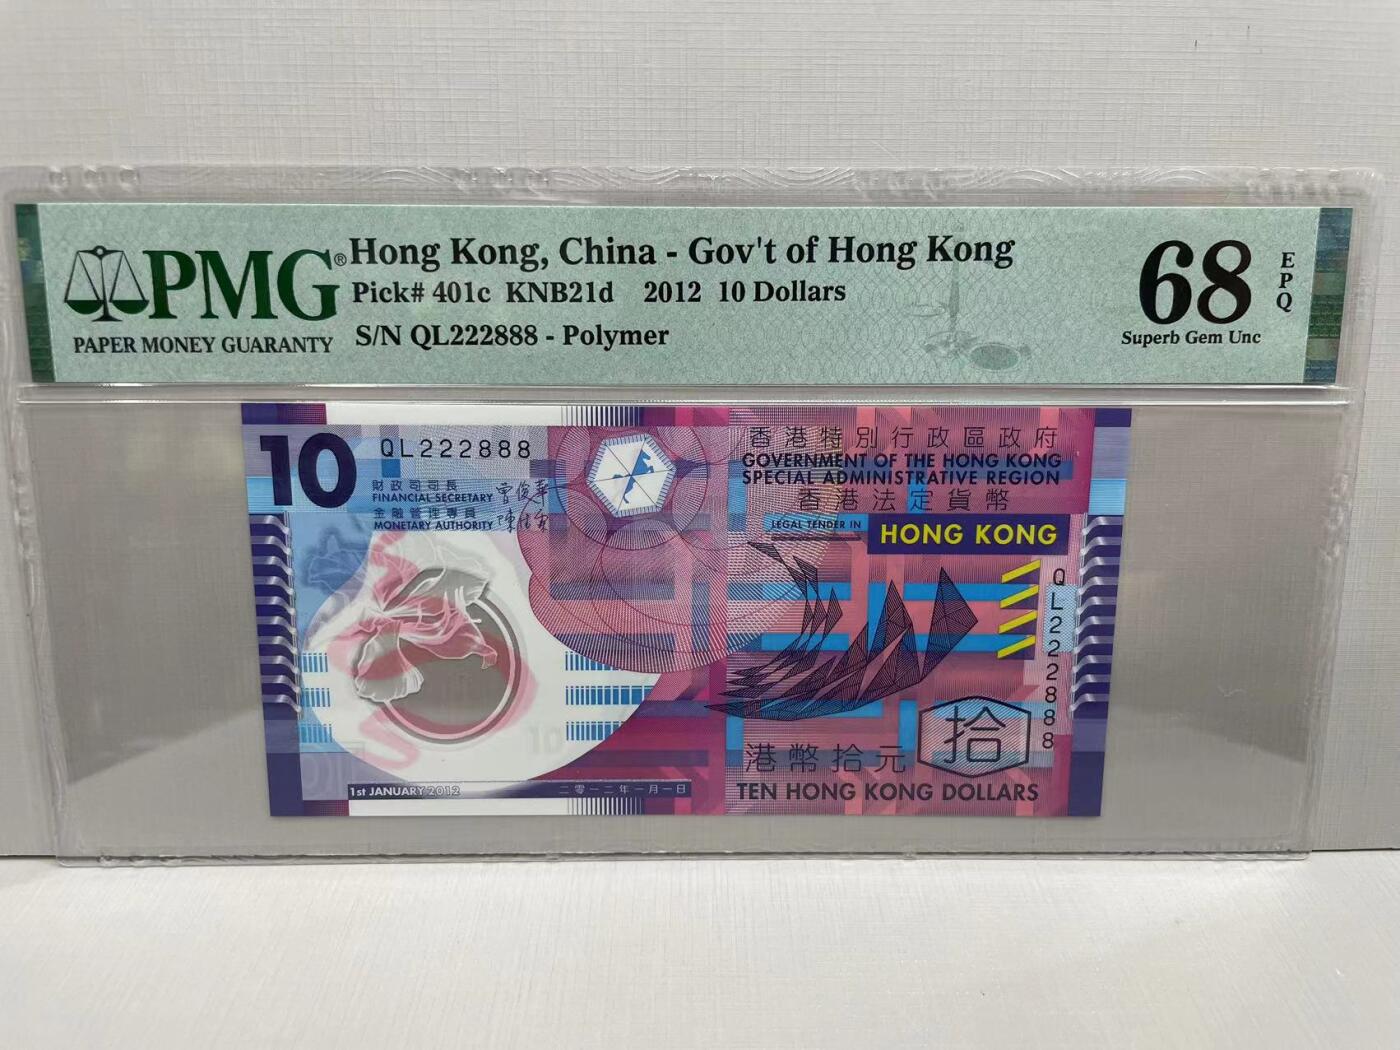 PMG®
PAPER MONEY GUARANTY
Hong Kong, China - Gov't of Hong Kong
Pick# 401c KNB21d 2012 10 Dollars
S/N QL222888 - Polymer
68
EPQ
Superb Gem Unc
10
QL222888
財政司司長
FINANCIAL SECRETARY
金融管理專員
MONETARY AUTHORITY
香港特別行政區政府
GOVERNMENT OF THE HONG KONG
SPECIAL ADMINISTRATIVE REGION
香港法定貨幣
LEGAL TENDER IN
HONG KONG
QL222888
拾
港幣拾元
TEN HONG KONG DOLLARS
1st JANUARY 2012
二零一二年一月一日